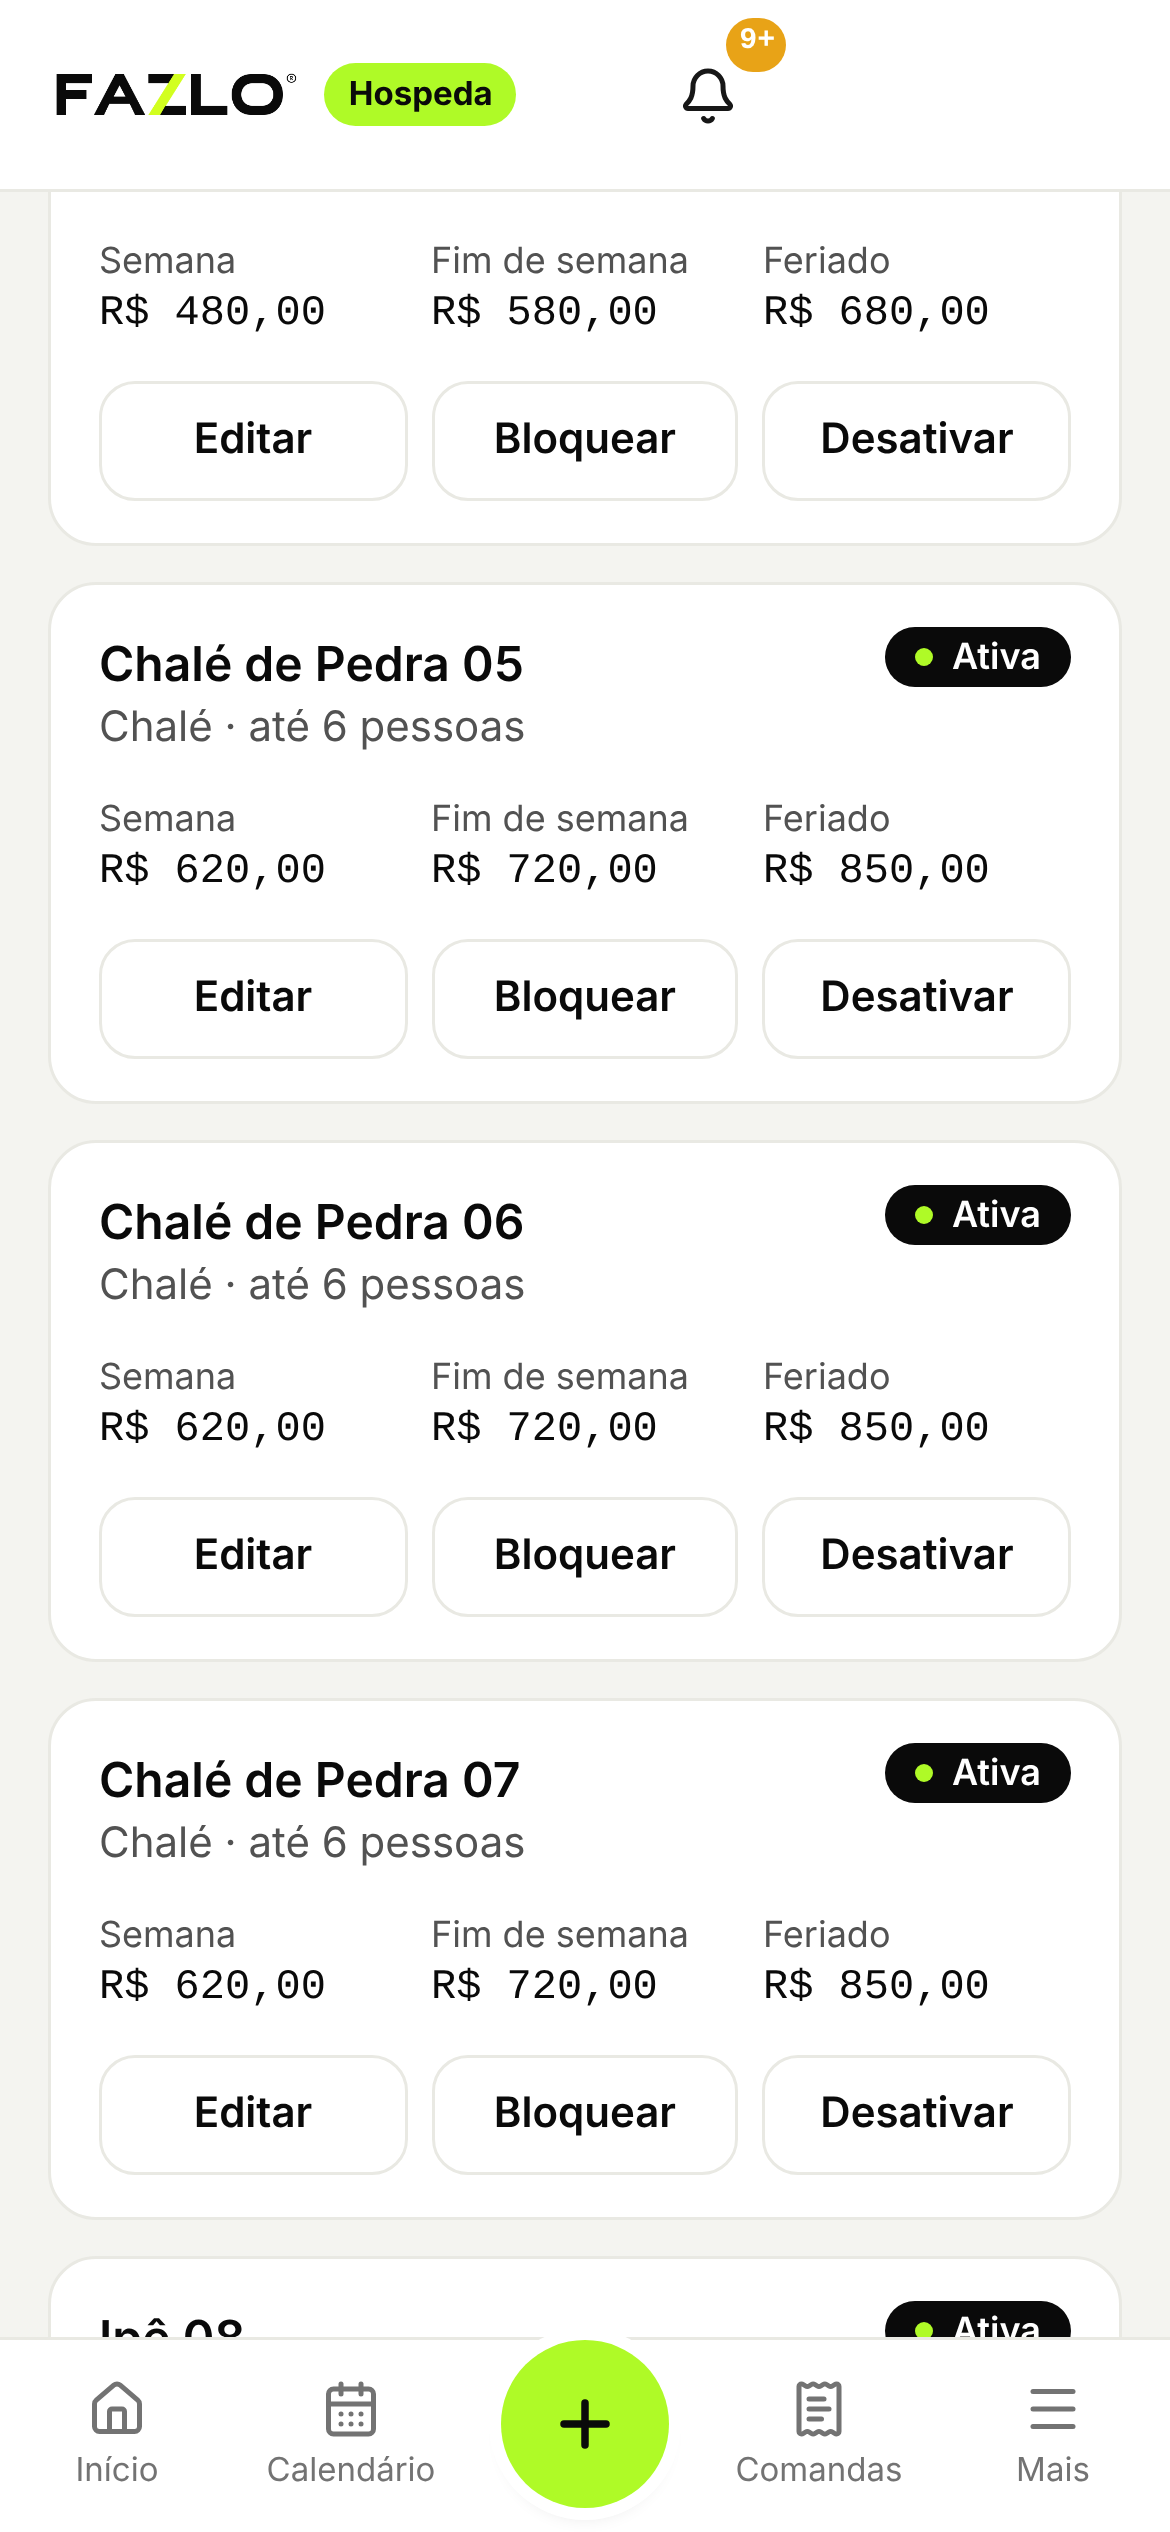 FAZLO® Hospeda 9+
Semana Fim de semana Feriado
R$ 480,00 R$ 580,00 R$ 680,00
Editar Bloquear Desativar
Chalé de Pedra 05 Ativa
Chalé · até 6 pessoas
Semana Fim de semana Feriado
R$ 620,00 R$ 720,00 R$ 850,00
Editar Bloquear Desativar
Chalé de Pedra 06 Ativa
Chalé · até 6 pessoas
Semana Fim de semana Feriado
R$ 620,00 R$ 720,00 R$ 850,00
Editar Bloquear Desativar
Chalé de Pedra 07 Ativa
Chalé · até 6 pessoas
Semana Fim de semana Feriado
R$ 620,00 R$ 720,00 R$ 850,00
Editar Bloquear Desativar
Ipê 08 Ativa
Início Calendário Comandas Mais